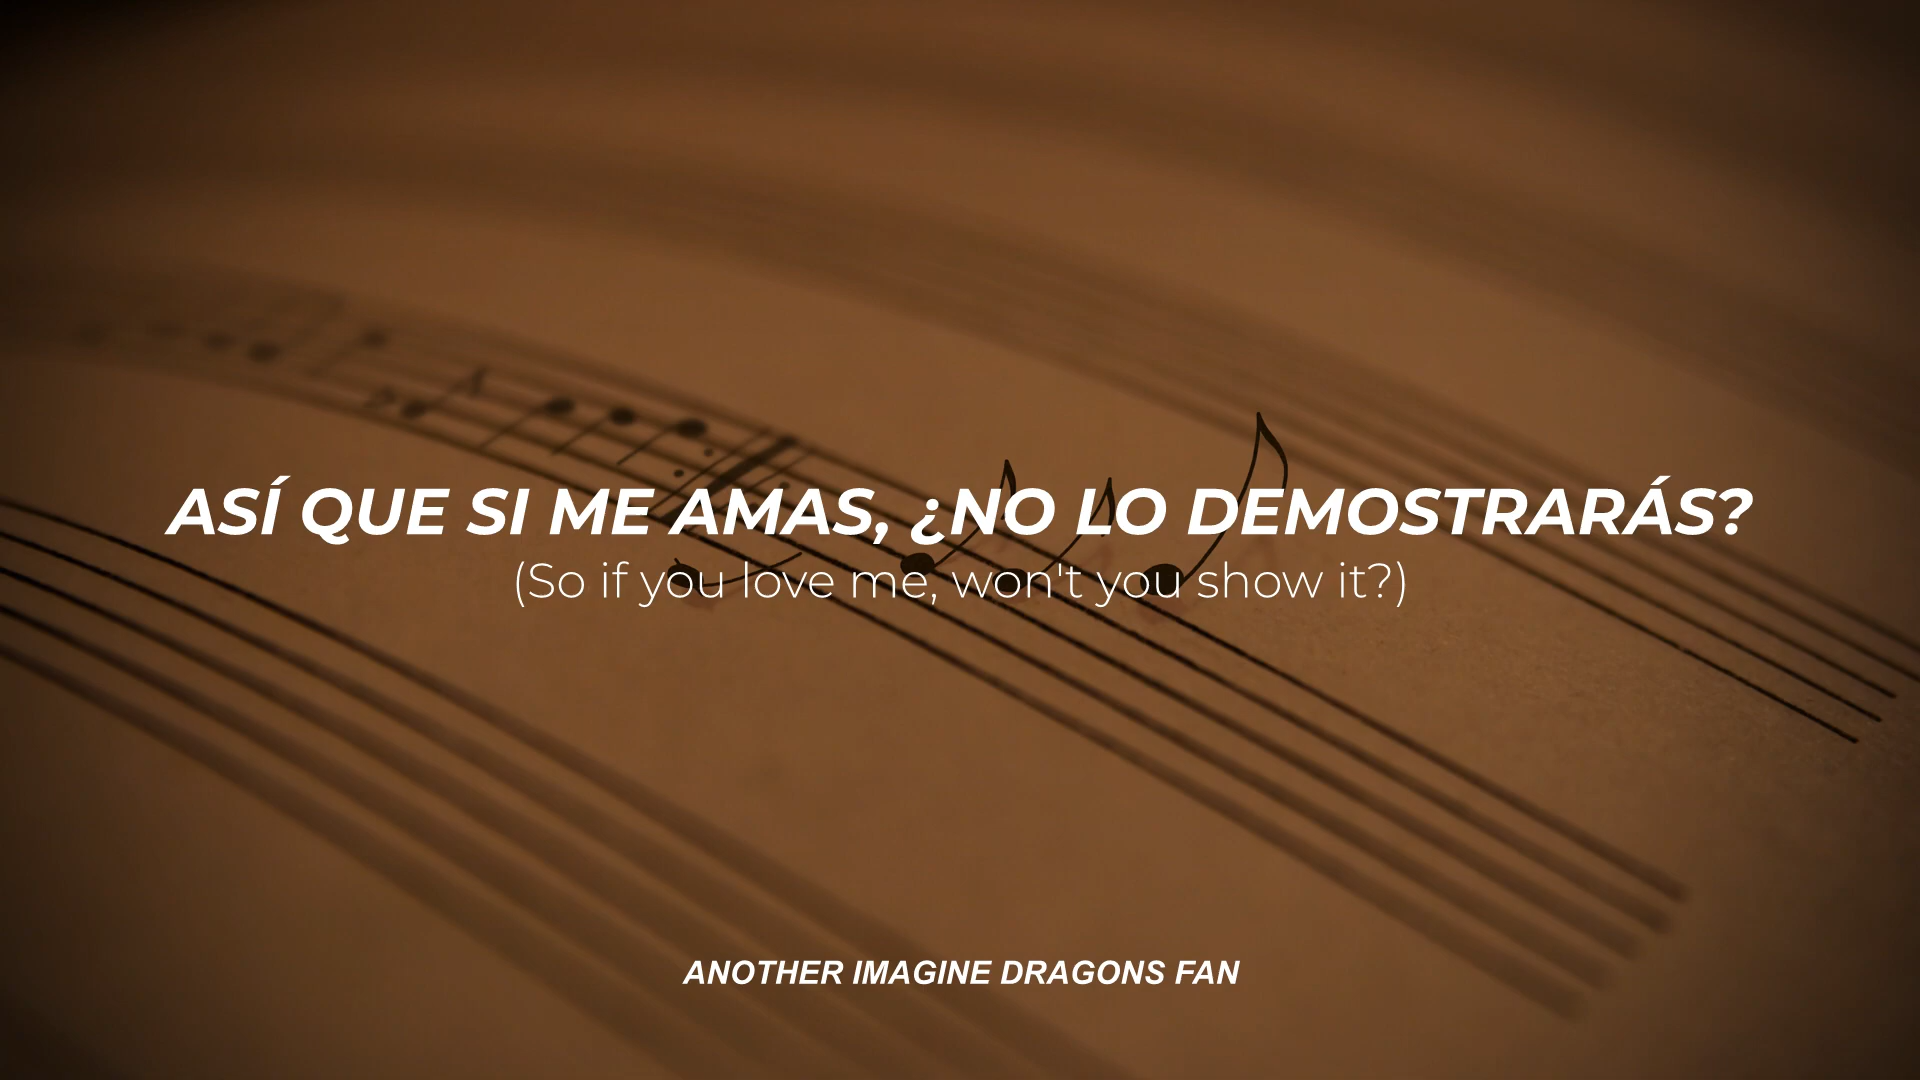 ASÍ QUE SI ME AMAS, ¿NO LO DEMOSTRARÁS?
(So if you love me, won't you show it?)
ANOTHER IMAGINE DRAGONS FAN